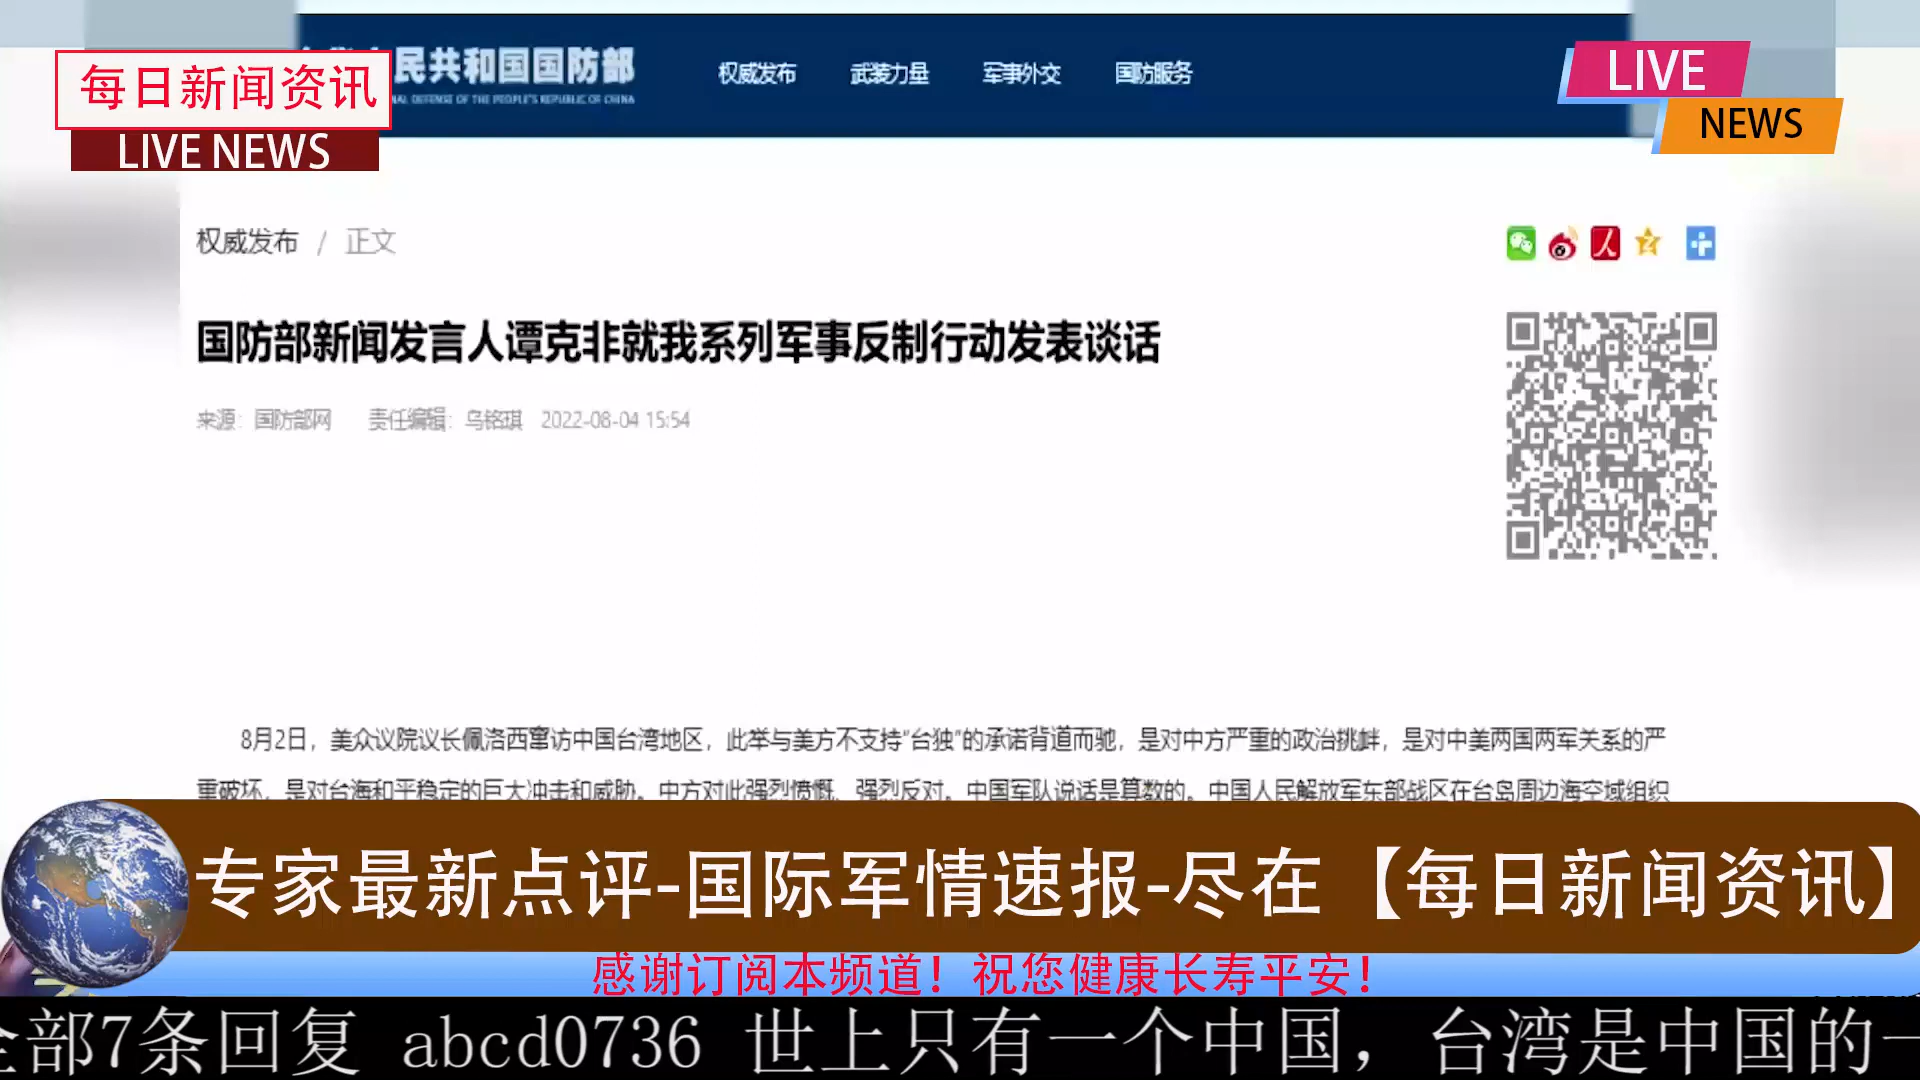 民共和国国防部
NAL DEFENSE OF THE PEOPLE'S REPUBLIC OF CHINA
权威发布 武装力量 军事外交 国防服务
每日新闻资讯
LIVE NEWS
LIVE
NEWS
权威发布 / 正文
国防部新闻发言人谭克非就我系列军事反制行动发表谈话
来源：国防部网 责任编辑：乌铭琪 2022-08-04 15:54
8月2日，美众议院议长佩洛西窜访中国台湾地区，此举与美方不支持“台独”的承诺背道而驰，是对中方严重的政治挑衅，是对中美两国两军关系的严
重破坏，是对台海和平稳定的巨大冲击和威胁。中方对此强烈愤慨、强烈反对。中国军队说话是算数的。中国人民解放军东部战区在台岛周边海空域组织
专家最新点评-国际军情速报-尽在【每日新闻资讯】
感谢订阅本频道！祝您健康长寿平安！
全部7条回复 abcd0736 世上只有一个中国，台湾是中国的一